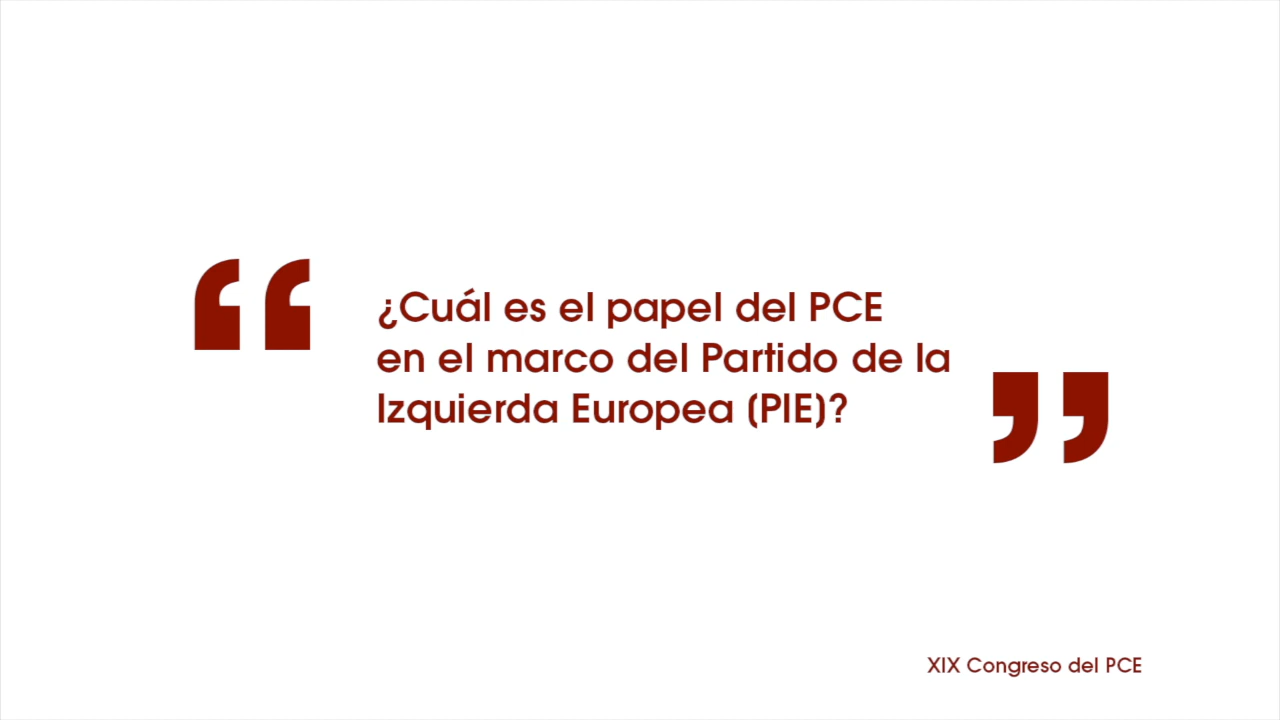 “ ¿Cuál es el papel del PCE
en el marco del Partido de la
Izquierda Europea (PIE)? ”
XIX Congreso del PCE